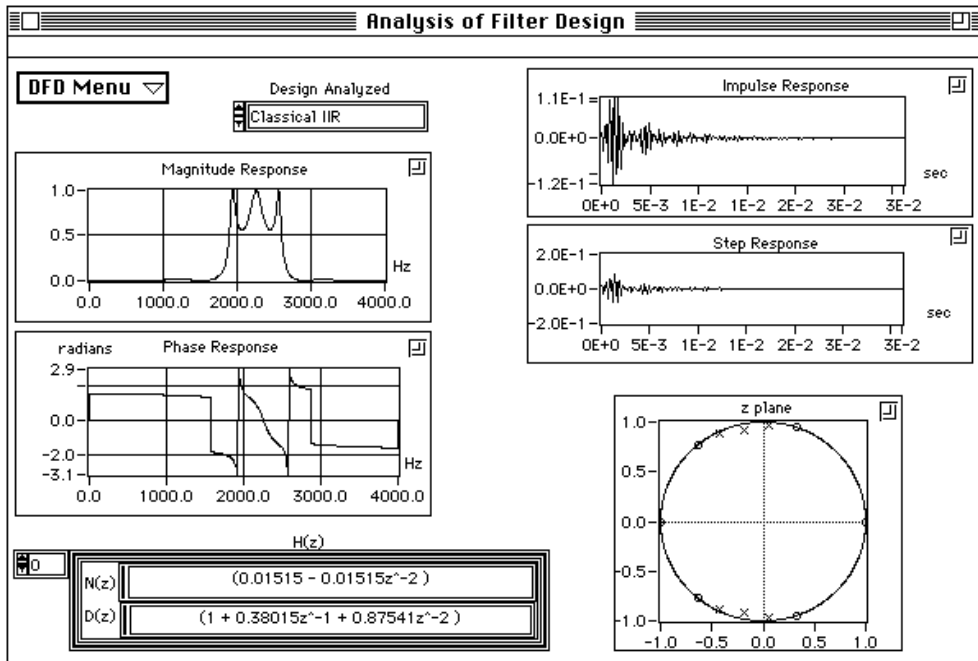 Analysis of Filter Design
DFD Menu
Design Analyzed
Classical IIR
Magnitude Response
1.0
0.5
0.0
Hz
0.0 1000.0 2000.0 3000.0 4000.0
radians Phase Response
2.9
0.0
-2.0
-3.1
Hz
0.0 1000.0 2000.0 3000.0 4000.0
H(z)
0
N(z) (0.01515 - 0.01515z^-2 )
D(z) (1 + 0.38015z^-1 + 0.87541z^-2 )
Impulse Response
1.1E-1
0.0E+0
-1.2E-1
sec
0E+0 5E-3 1E-2 1E-2 2E-2 3E-2 3E-2
Step Response
2.0E-1
0.0E+0
-2.0E-1
sec
0E+0 5E-3 1E-2 1E-2 2E-2 3E-2 3E-2
z plane
1.0
0.5
0.0
-0.5
-1.0
-1.0 -0.5 0.0 0.5 1.0